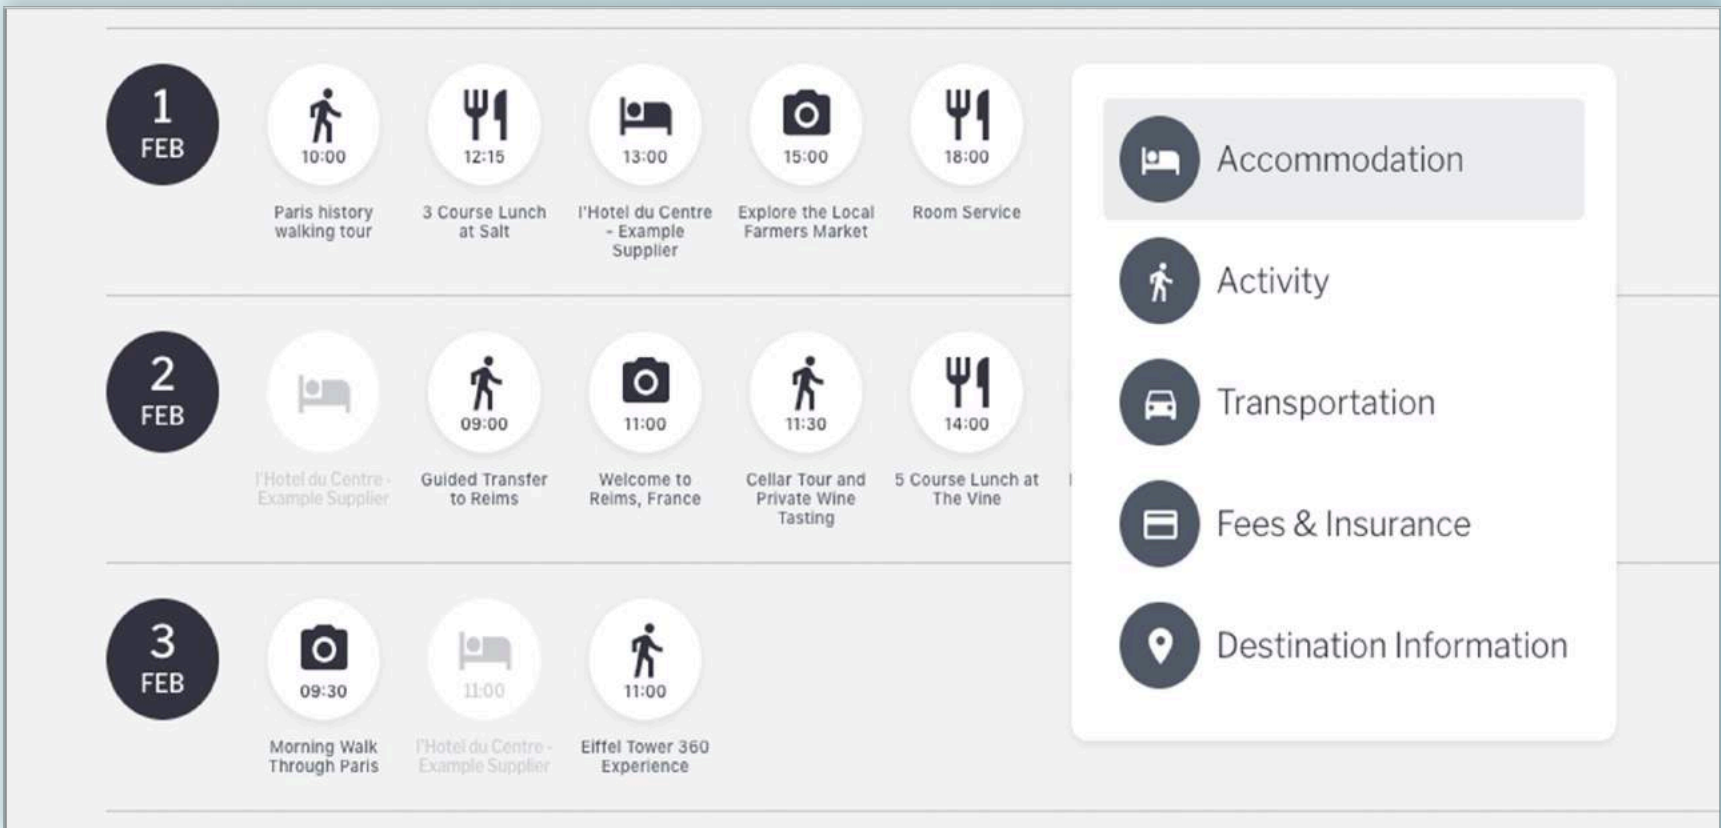 1
FEB
10:00
12:15
13:00
15:00
18:00
Paris history
walking tour
3 Course Lunch
at Salt
l'Hotel du Centre
- Example
Supplier
Explore the Local
Farmers Market
Room Service
2
FEB
09:00
11:00
11:30
14:00
l'Hotel du Centre -
Example Supplier
Guided Transfer
to Reims
Welcome to
Reims, France
Cellar Tour and
Private Wine
Tasting
5 Course Lunch at
The Vine
3
FEB
09:30
11:00
11:00
Morning Walk
Through Paris
l'Hotel du Centre -
Example Supplier
Eiffel Tower 360
Experience
Accommodation
Activity
Transportation
Fees & Insurance
Destination Information